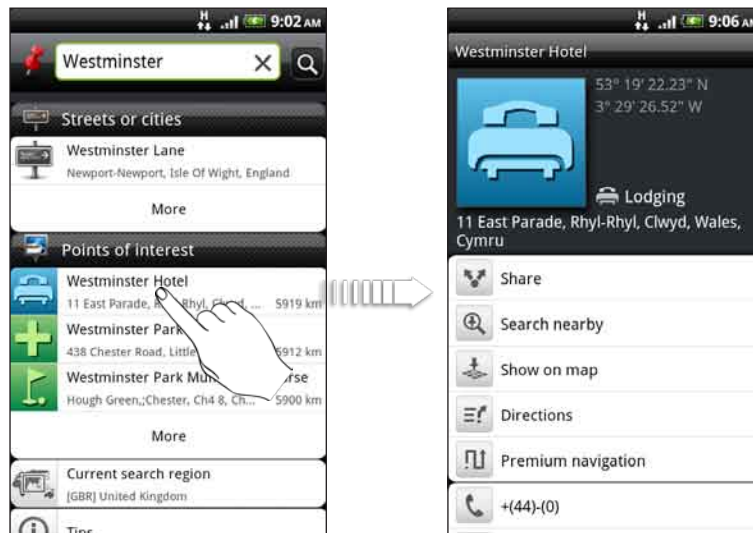 H
9:02 AM
Westminster
Streets or cities
Westminster Lane
Newport-Newport, Isle Of Wight, England
More
Points of interest
Westminster Hotel
11 East Parade, Rhyl, ... 5919 km
Westminster Park
438 Chester Road, Little 5912 km
Westminster Park
Hough Green,;Chester, Ch4 8, Ch... 5900 km
More
Current search region
[GBR] United Kingdom
Tips
H
9:06 AM
Westminster Hotel
53° 19' 22.23" N
3° 29' 26.52" W
Lodging
11 East Parade, Rhyl-Rhyl, Clwyd, Wales,
Cymru
Share
Search nearby
Show on map
Directions
Premium navigation
+(44)-(0)